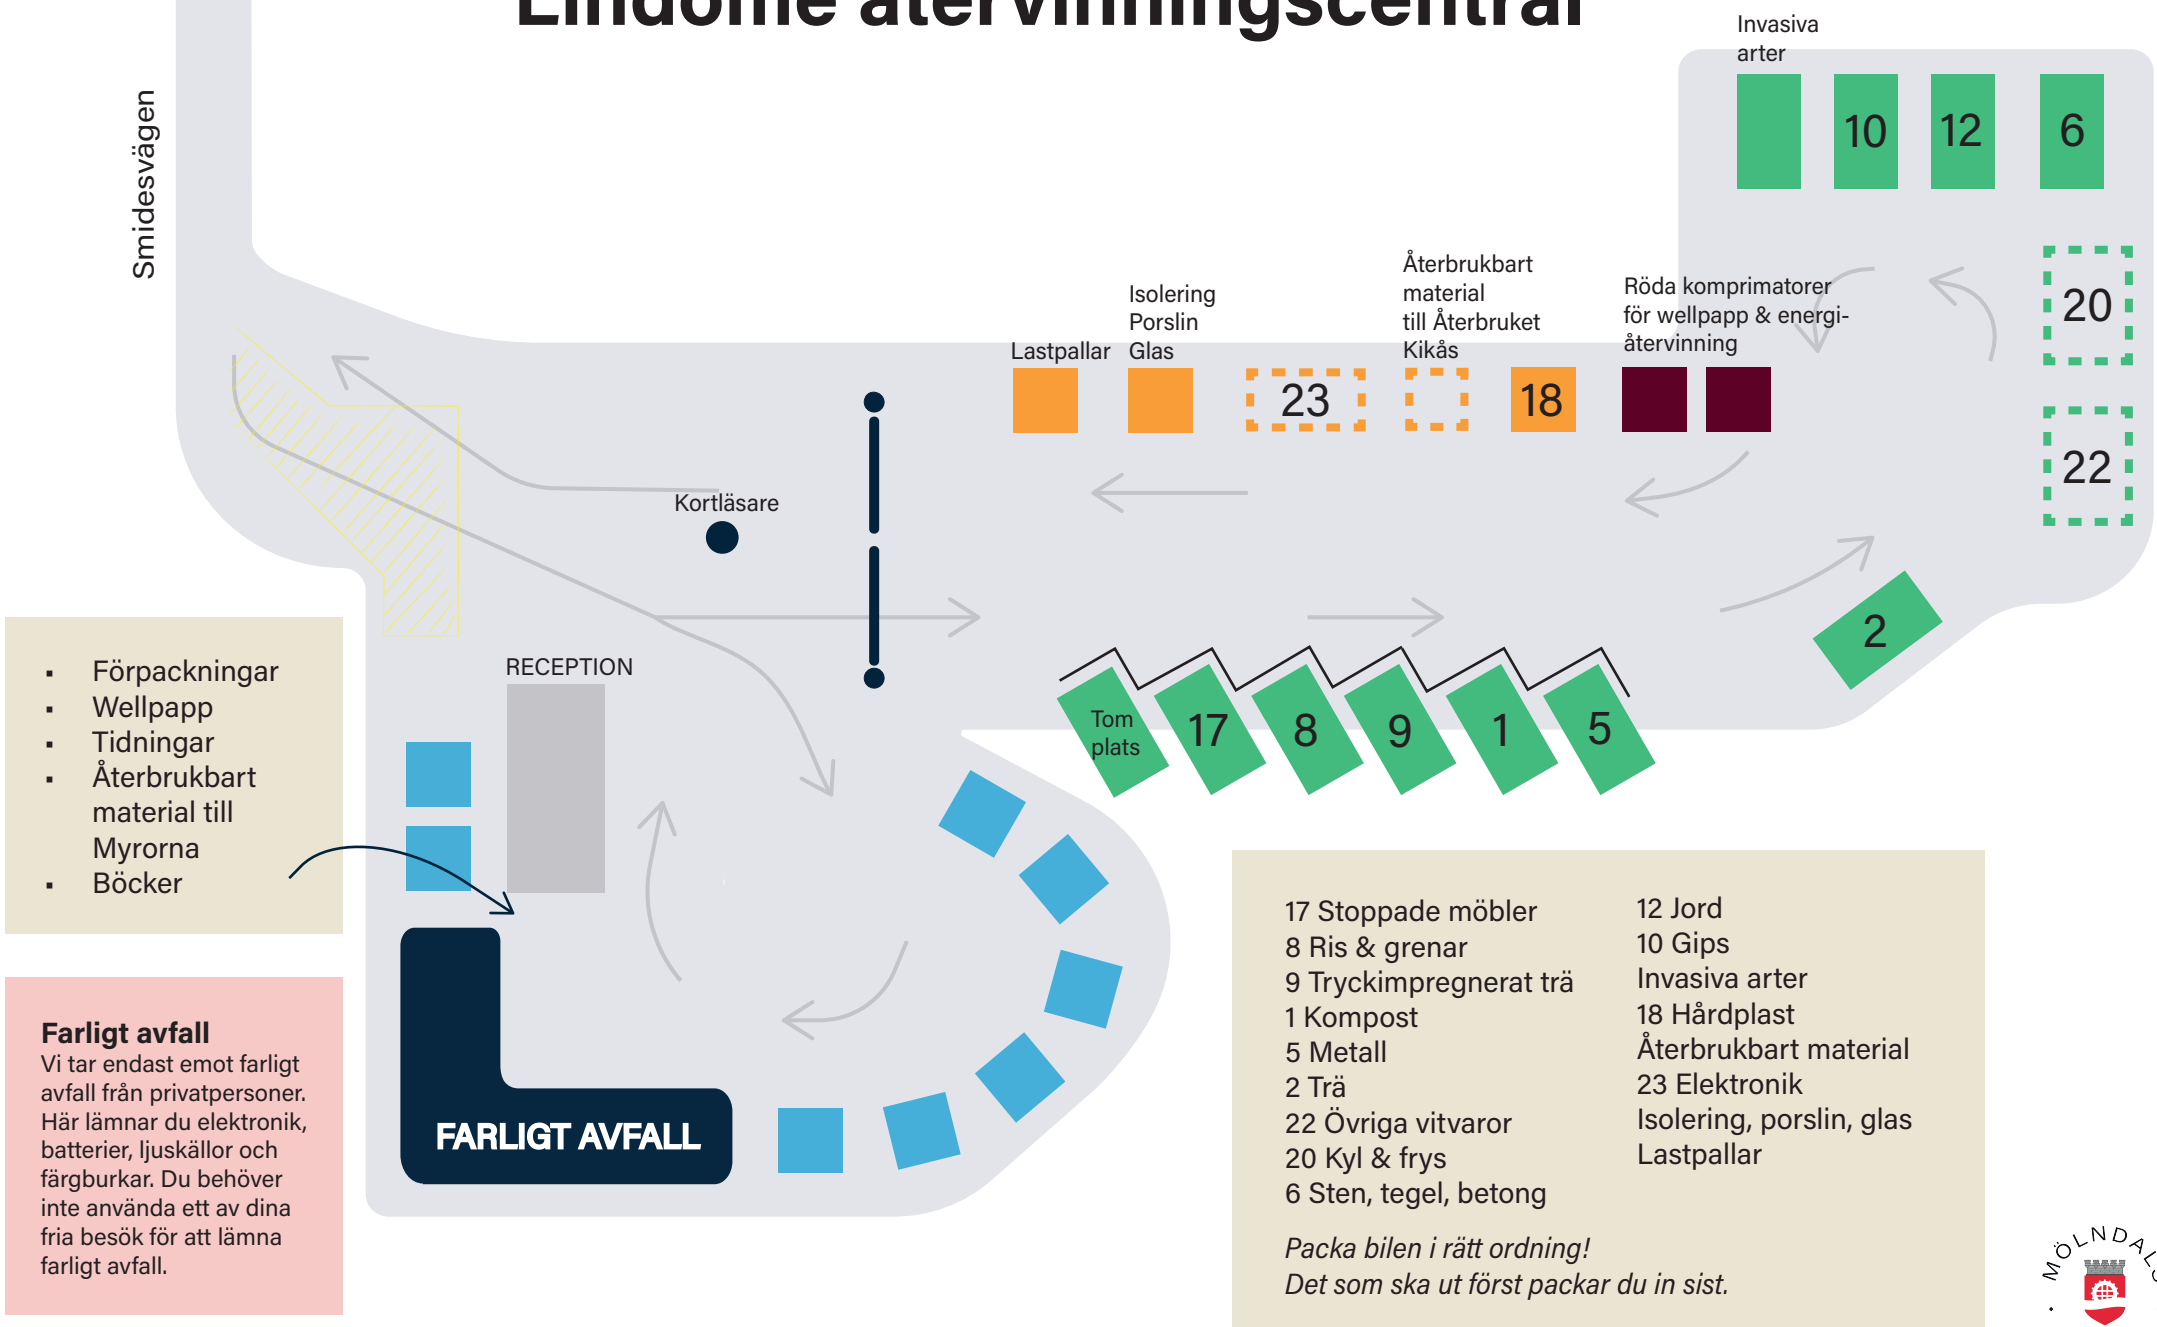 Lindome återvinningscentral
Smidesvägen
Invasiva
arter
10
12
6
20
22
Lastpallar
Isolering
Porslin
Glas
23
Återbrukbart
material
till Återbruket
Kikås
18
Röda komprimatorer
för wellpapp & energi-
återvinning
Kortläsare
2
RECEPTION
Tom
plats
17
8
9
1
5
▪ Förpackningar
▪ Wellpapp
▪ Tidningar
▪ Återbrukbart
material till
Myrorna
▪ Böcker
Farligt avfall
Vi tar endast emot farligt
avfall från privatpersoner.
Här lämnar du elektronik,
batterier, ljuskällor och
färgburkar. Du behöver
inte använda ett av dina
fria besök för att lämna
farligt avfall.
FARLIGT AVFALL
17 Stoppade möbler
8 Ris & grenar
9 Tryckimpregnerat trä
1 Kompost
5 Metall
2 Trä
22 Övriga vitvaror
20 Kyl & frys
6 Sten, tegel, betong
12 Jord
10 Gips
Invasiva arter
18 Hårdplast
Återbrukbart material
23 Elektronik
Isolering, porslin, glas
Lastpallar
Packa bilen i rätt ordning!
Det som ska ut först packar du in sist.
MÖLNDALS